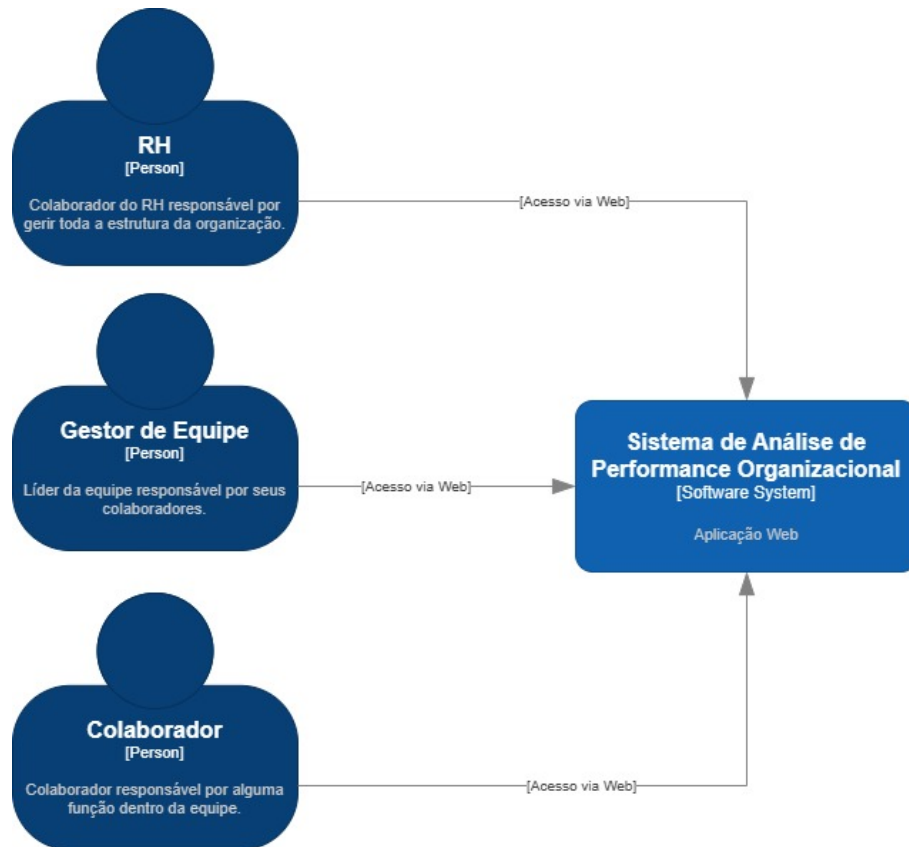 RH
[Person]
Colaborador do RH responsável por
gerir toda a estrutura da organização.
[Acesso via Web]
Gestor de Equipe
[Person]
Líder da equipe responsável por seus
colaboradores.
[Acesso via Web]
Sistema de Análise de
Performance Organizacional
[Software System]
Aplicação Web
Colaborador
[Person]
Colaborador responsável por alguma
função dentro da equipe.
[Acesso via Web]